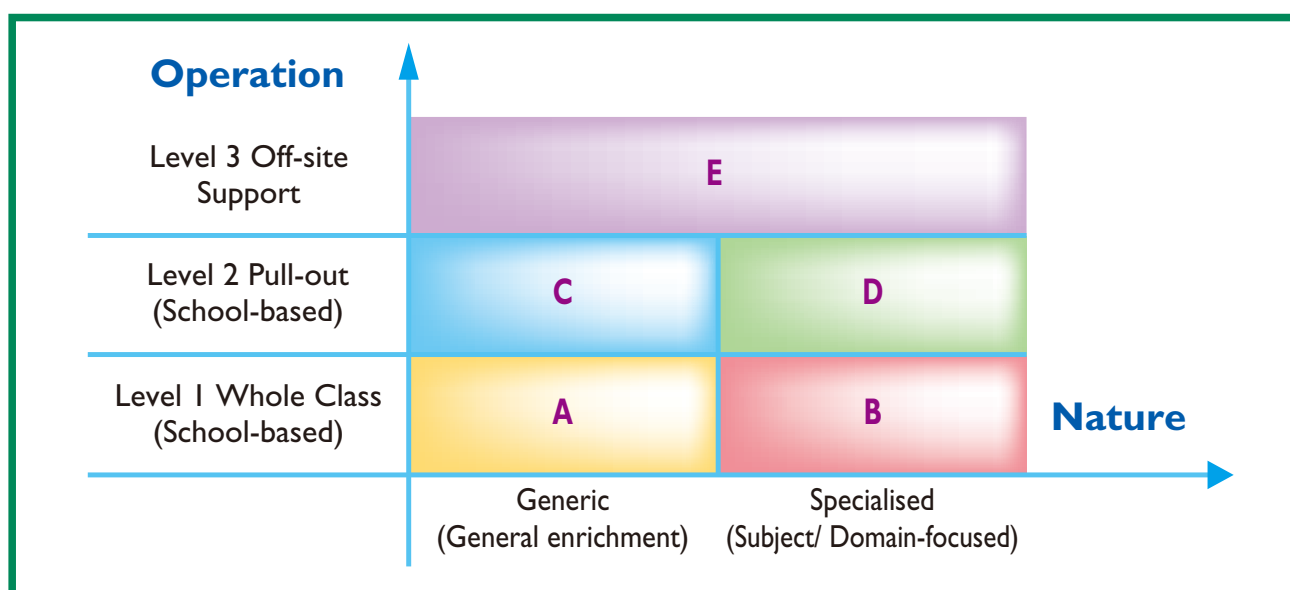 Operation
Level 3 Off-site
Support
E
Level 2 Pull-out
(School-based)
C
D
Level 1 Whole Class
(School-based)
A
B
Nature
Generic
(General enrichment)
Specialised
(Subject/ Domain-focused)